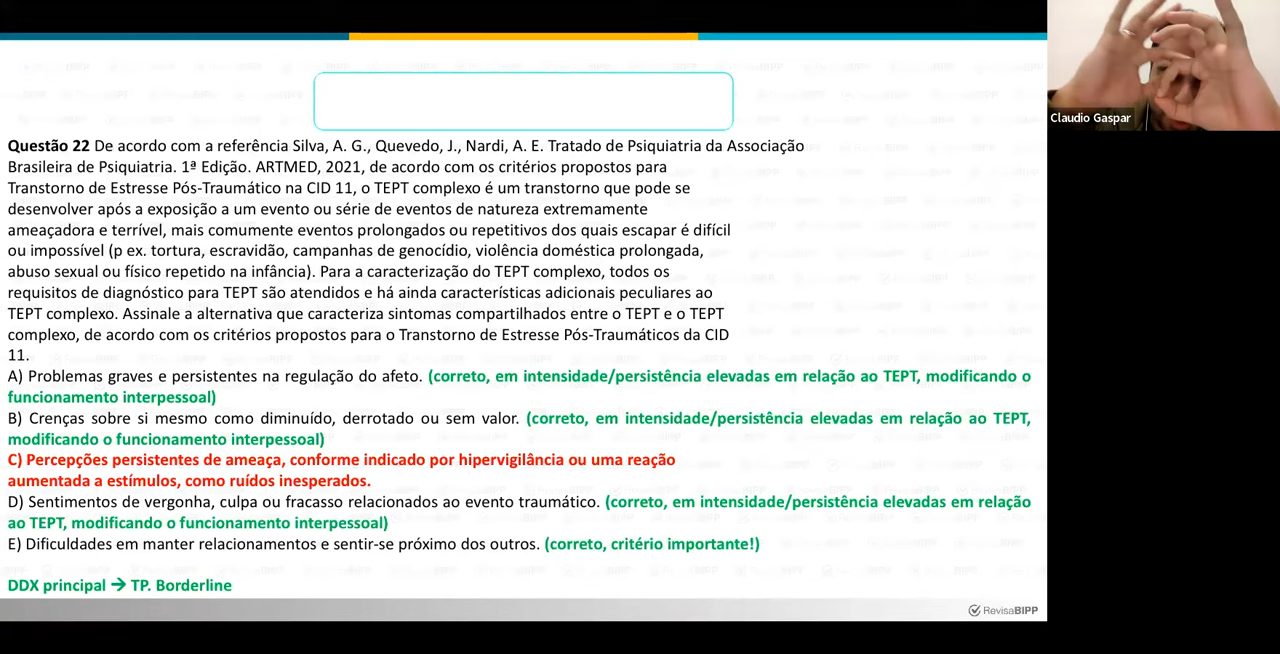 Claudio Gaspar
Questão 22 De acordo com a referência Silva, A. G., Quevedo, J., Nardi, A. E. Tratado de Psiquiatria da Associação
Brasileira de Psiquiatria. 1ª Edição. ARTMED, 2021, de acordo com os critérios propostos para
Transtorno de Estresse Pós-Traumático na CID 11, o TEPT complexo é um transtorno que pode se
desenvolver após a exposição a um evento ou série de eventos de natureza extremamente
ameaçadora e terrível, mais comumente eventos prolongados ou repetitivos dos quais escapar é difícil
ou impossível (p ex. tortura, escravidão, campanhas de genocídio, violência doméstica prolongada,
abuso sexual ou físico repetido na infância). Para a caracterização do TEPT complexo, todos os
requisitos de diagnóstico para TEPT são atendidos e há ainda características adicionais peculiares ao
TEPT complexo. Assinale a alternativa que caracteriza sintomas compartilhados entre o TEPT e o TEPT
complexo, de acordo com os critérios propostos para o Transtorno de Estresse Pós-Traumáticos da CID
11.
A) Problemas graves e persistentes na regulação do afeto. (correto, em intensidade/persistência elevadas em relação ao TEPT, modificando o
funcionamento interpessoal)
B) Crenças sobre si mesmo como diminuído, derrotado ou sem valor. (correto, em intensidade/persistência elevadas em relação ao TEPT,
modificando o funcionamento interpessoal)
C) Percepções persistentes de ameaça, conforme indicado por hipervigilância ou uma reação
aumentada a estímulos, como ruídos inesperados.
D) Sentimentos de vergonha, culpa ou fracasso relacionados ao evento traumático. (correto, em intensidade/persistência elevadas em relação
ao TEPT, modificando o funcionamento interpessoal)
E) Dificuldades em manter relacionamentos e sentir-se próximo dos outros. (correto, critério importante!)
DDX principal → TP. Borderline
RevisaBIPP